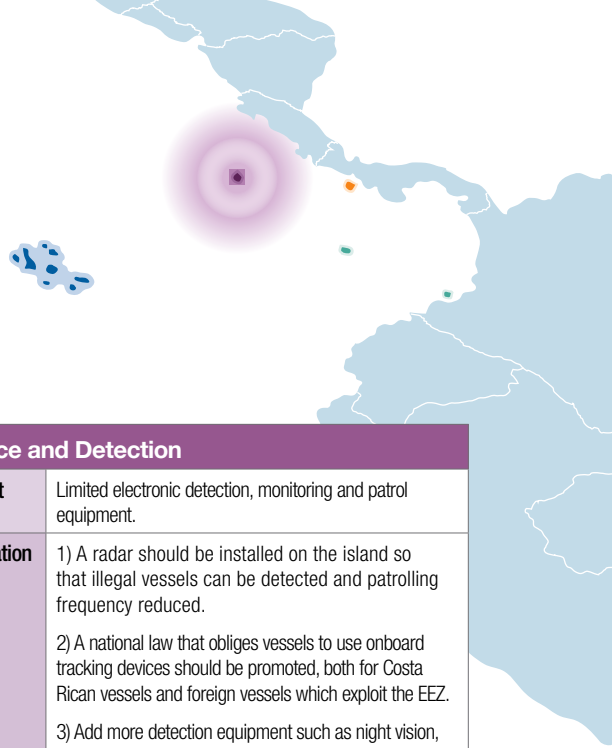 and Detection
Limited electronic detection, monitoring and patrol
equipment.
1) A radar should be installed on the island so
that illegal vessels can be detected and patrolling
frequency reduced.
2) A national law that obliges vessels to use onboard
tracking devices should be promoted, both for Costa
Rican vessels and foreign vessels which exploit the EEZ.
3) Add more detection equipment such as night vision,